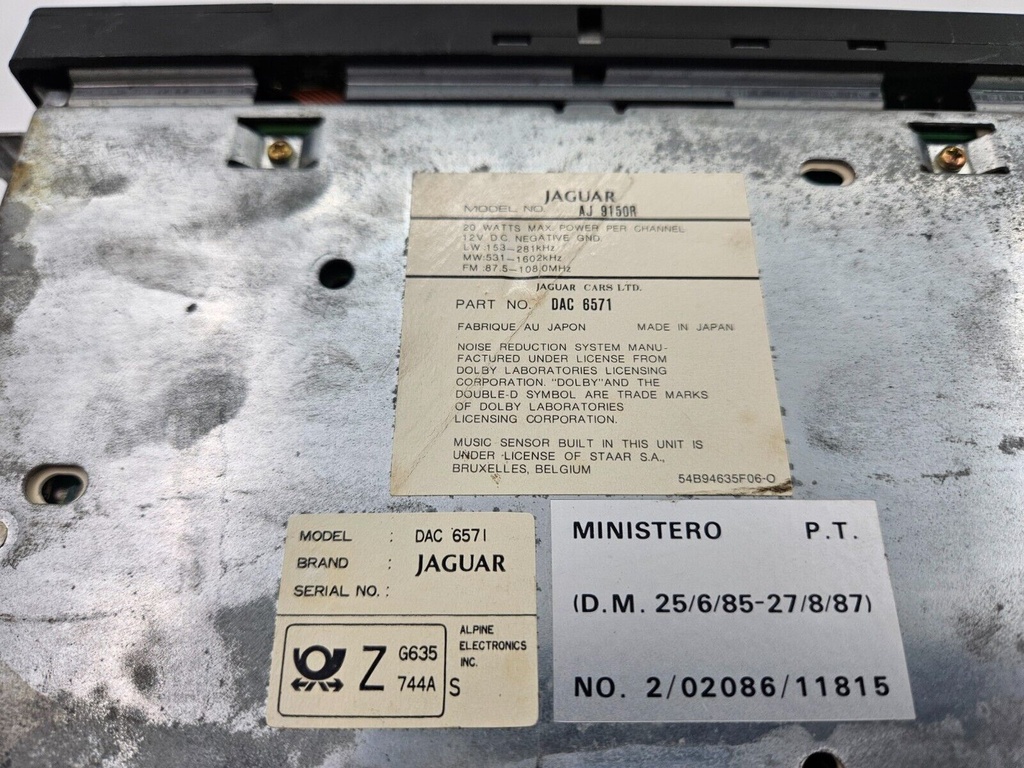 JAGUAR
MODEL NO. AJ 9150R
20 WATTS MAX. POWER PER CHANNEL
12V D.C. NEGATIVE GND.
LW :153-281kHz
MW:531-1602kHz
FM :87.5-108.0MHz
JAGUAR CARS LTD.
PART NO. DAC 6571
FABRIQUE AU JAPON MADE IN JAPAN
NOISE REDUCTION SYSTEM MANU-
FACTURED UNDER LICENSE FROM
DOLBY LABORATORIES LICENSING
CORPORATION. "DOLBY"AND THE
DOUBLE-D SYMBOL ARE TRADE MARKS
OF DOLBY LABORATORIES
LICENSING CORPORATION.
MUSIC SENSOR BUILT IN THIS UNIT IS
UNDER LICENSE OF STAAR S.A.,
BRUXELLES, BELGIUM
54B94635F06-O
MODEL : DAC 6571
BRAND : JAGUAR
SERIAL NO. :
Z G635
744A S
ALPINE
ELECTRONICS
INC.
MINISTERO P.T.
(D.M. 25/6/85-27/8/87)
NO. 2/02086/11815